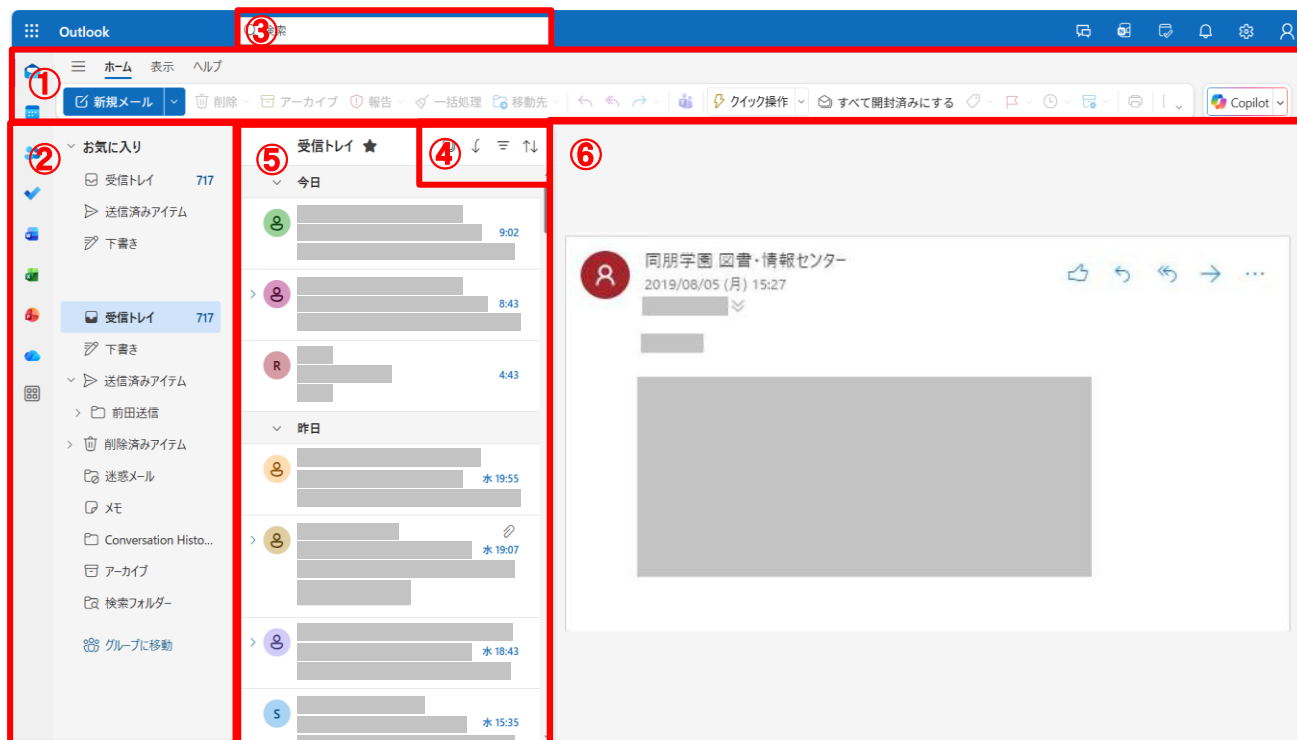 Outlook
③ 検索
①
ホーム 表示 ヘルプ
新規メール 削除 アーカイブ 報告 一括処理 移動先 クイック操作 すべて開封済みにする Copilot
②
お気に入り
受信トレイ 717
送信済みアイテム
下書き
受信トレイ 717
下書き
送信済みアイテム
前田送信
削除済みアイテム
迷惑メール
メモ
Conversation Histo...
アーカイブ
検索フォルダー
グループに移動
⑤ 受信トレイ ★ ④
今日
9:02
8:43
R
4:43
昨日
水 19:55
水 19:07
水 18:43
S
水 15:35
⑥
同朋学園 図書・情報センター
2019/08/05 (月) 15:27